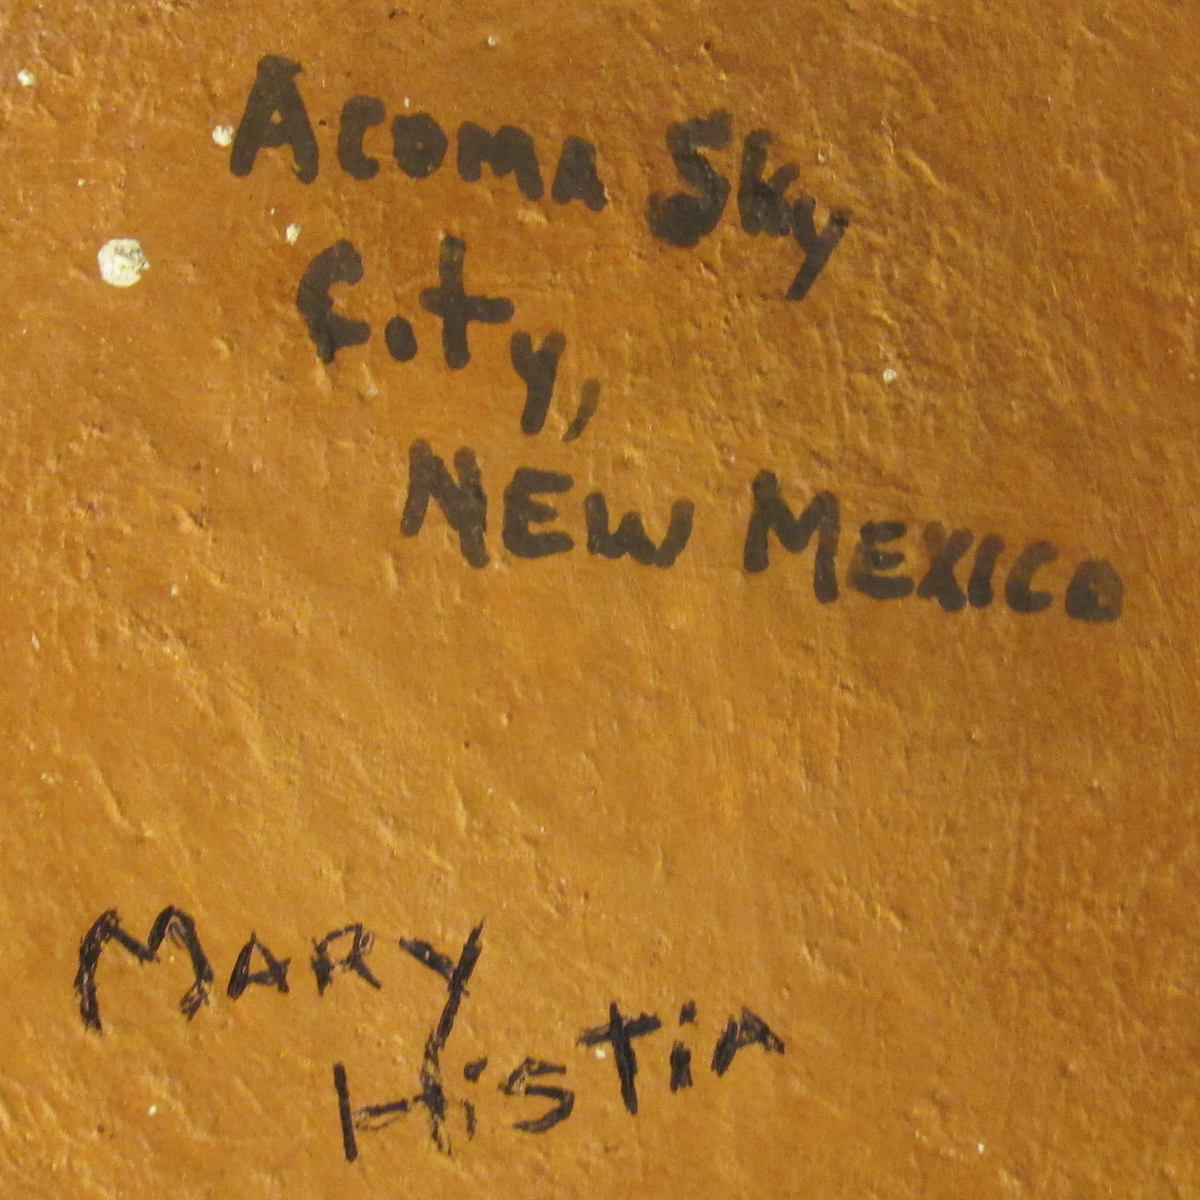 Acoma Sky
City,
NEW MEXICO
MARY
HiSTiA